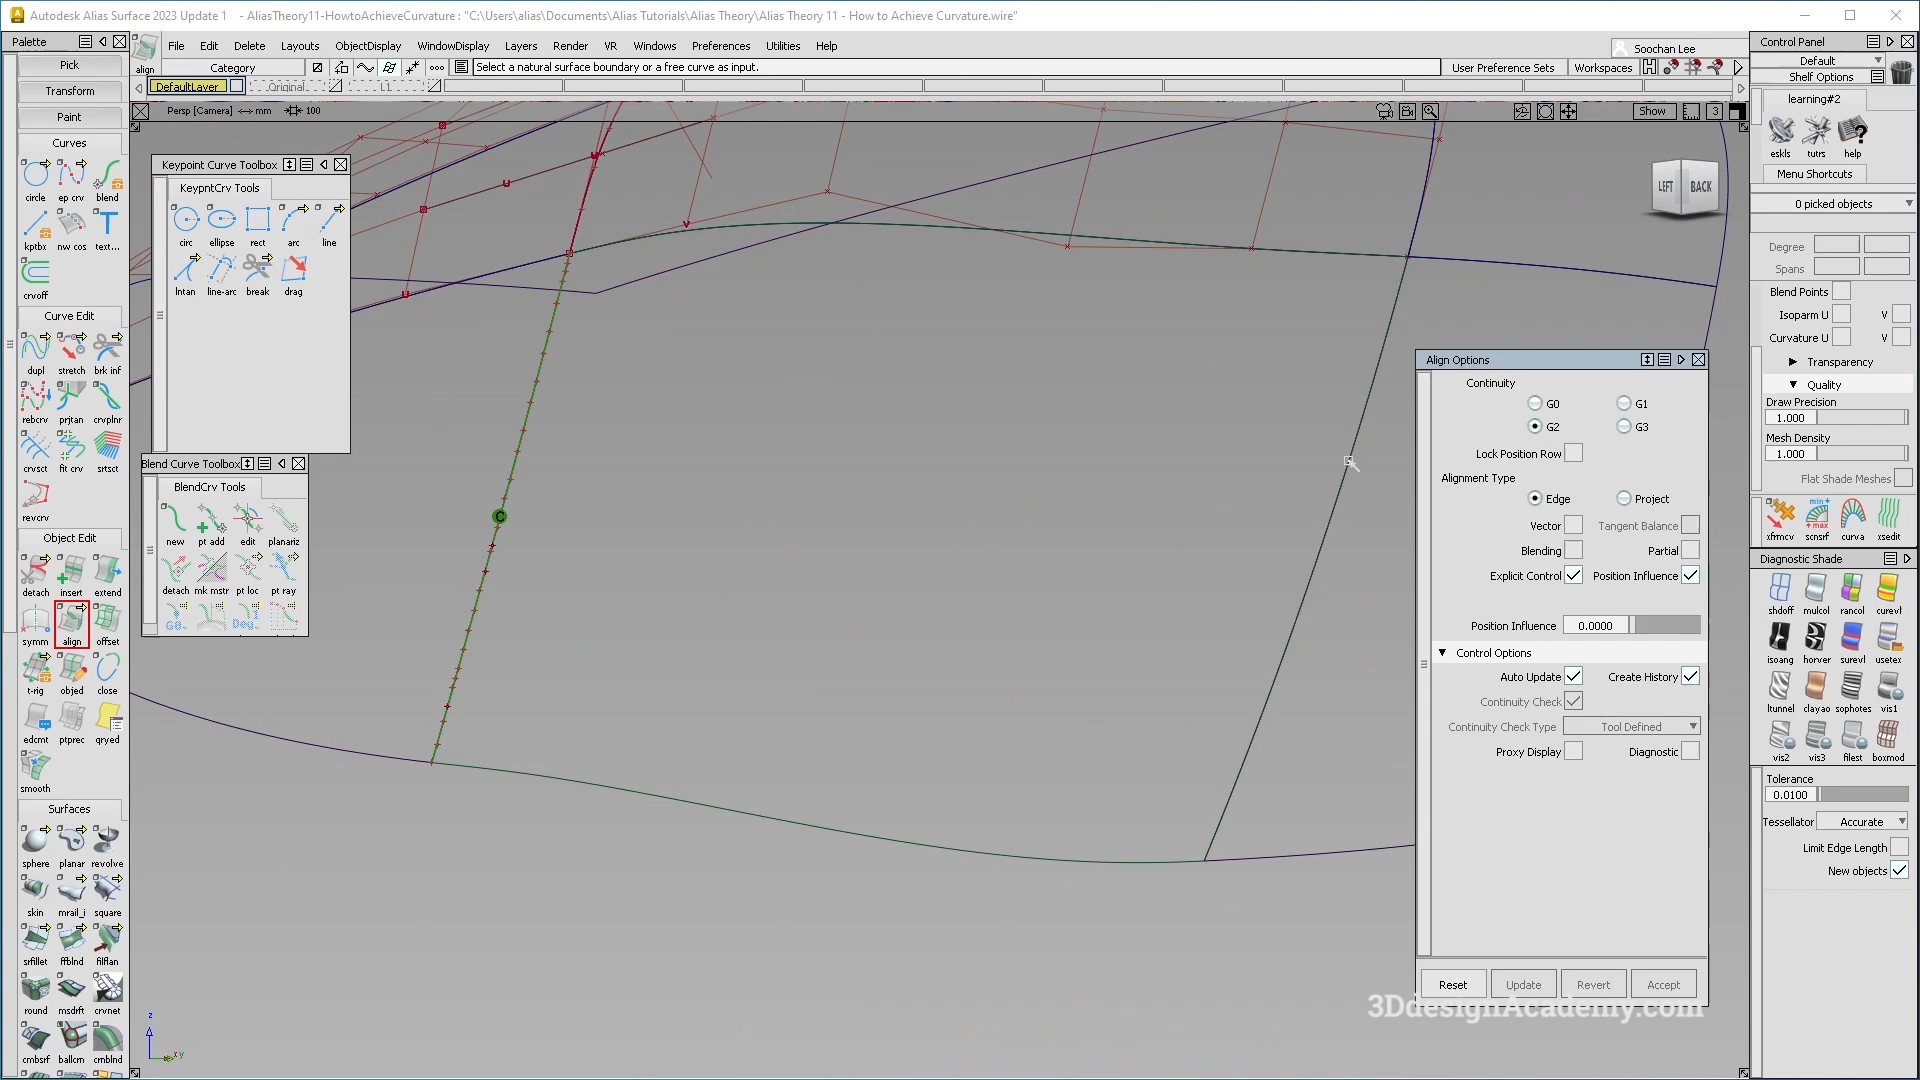 Autodesk Alias Surface 2023 Update 1 - AliasTheory11-HowtoAchieveCurvature : "C:\Users\alias\Documents\Alias Tutorials\Alias Theory\Alias Theory 11 - How to Achieve Curvature.wire"
Palette
File Edit Delete Layouts ObjectDisplay WindowDisplay Layers Render VR Windows Preferences Utilities Help
Soochan Lee
align
Category
Select a natural surface boundary or a free curve as input.
User Preference Sets Workspaces
DefaultLayer Original L1
Persp [Camera] mm 100
Show 3
Pick
Transform
Paint
Curves
circle ep crv blend
kptbx nw cos text...
crvoff
Curve Edit
dupl stretch brk inf
rebcrv prjtan crvplnr
crvsct fit crv srtsct
revcrv
Object Edit
detach insert extend
symm align offset
t-rig objed close
edcmt ptprec qryed
smooth
Surfaces
sphere planar revolve
skin mrail_i square
srfillet ffblnd filflan
round msdrft crvnet
cmbsrf ballcrn crnblnd
Keypoint Curve Toolbox
KeypntCrv Tools
circ ellipse rect arc line
lntan line-arc break drag
Blend Curve Toolbox
BlendCrv Tools
new pt add edit planariz
detach mk mstr pt loc pt ray
U
U
U
V
C
LEFT BACK
z
x y
Align Options
Continuity
G0 G1
G2 G3
Lock Position Row
Alignment Type
Edge Project
Vector Tangent Balance
Blending Partial
Explicit Control Position Influence
Position Influence 0.0000
Control Options
Auto Update Create History
Continuity Check
Continuity Check Type Tool Defined
Proxy Display Diagnostic
Reset Update Revert Accept
3DdesignAcademy.com
Control Panel
Default
Shelf Options
learning#2
eskls tutrs help
Menu Shortcuts
0 picked objects
Degree
Spans
Blend Points
Isoparm U V
Curvature U V
Transparency
Quality
Draw Precision
1.000
Mesh Density
1.000
Flat Shade Meshes
xfrmcv scnsrf curva xsedit
Diagnostic Shade
shdoff mulcol rancol curevl
isoang horver surevl usetex
ltunnel clayao sophotes vis1
vis2 vis3 filest boxmod
Tolerance
0.0100
Tessellator Accurate
Limit Edge Length
New objects